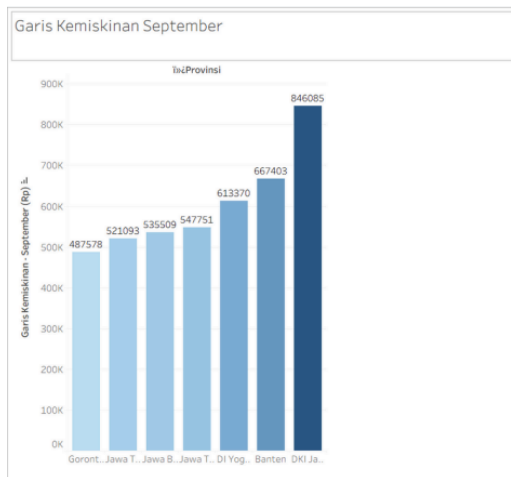 Garis Kemiskinan September
ï»¿Provinsi
900K
846085
800K
700K
667403
613370
600K
547751
535509
521093
487578
500K
400K
300K
200K
100K
0K
Garis Kemiskinan - September (Rp)
Goront.. Jawa T.. Jawa B.. Jawa T.. DI Yog.. Banten DKI Ja..